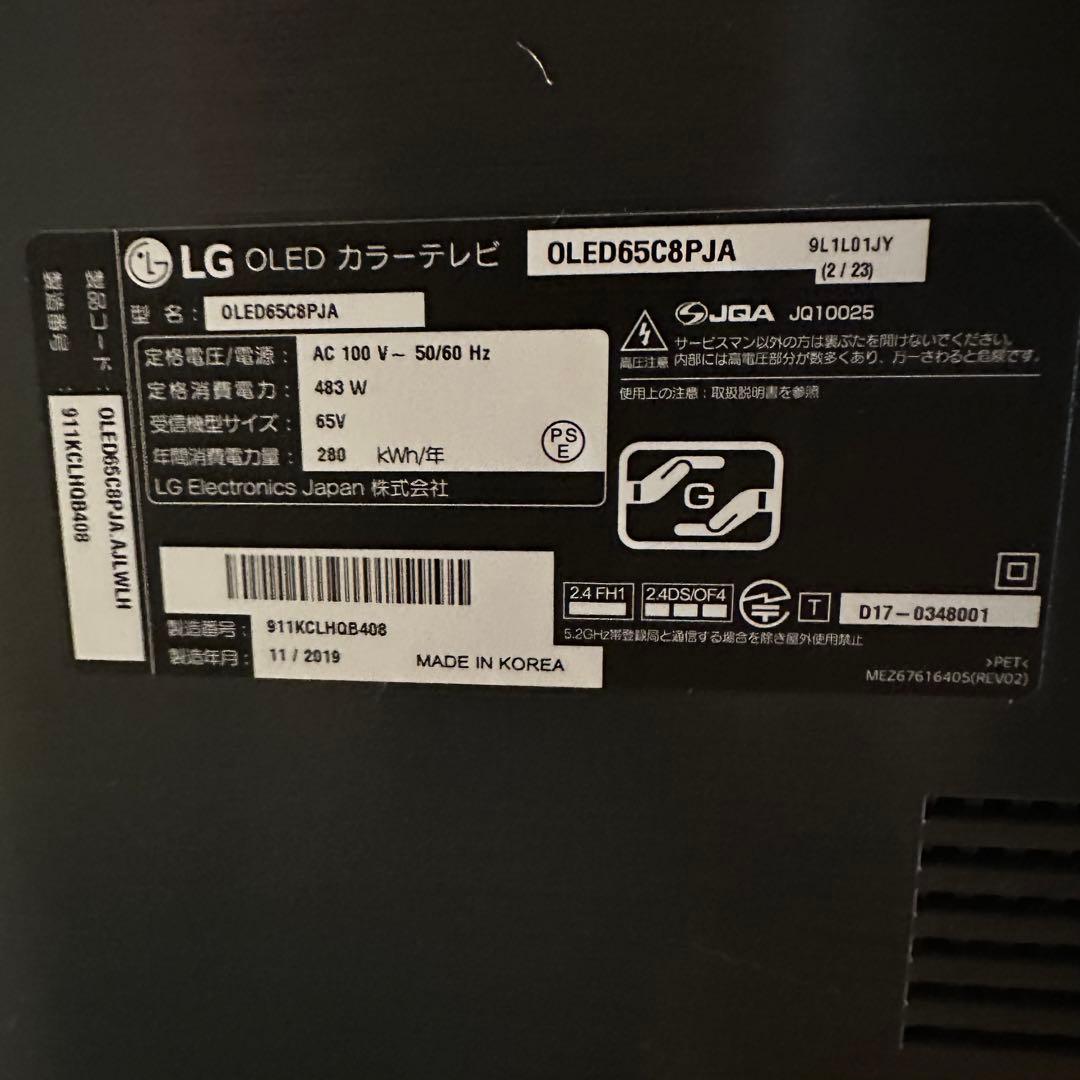 LG OLED カラーテレビ OLED65C8PJA 9L1L01JY
(2 / 23)
型 名 : OLED65C8PJA
定格電圧/電源 : AC 100 V~ 50/60 Hz
定格消費電力 : 483 W
受信機型サイズ : 65V
年間消費電力量 : 280 kWh/年
PS
E
LG Electronics Japan 株式会社
JQA JQ10025
高圧注意
サービスマン以外の方は裏ぶたを開けないでください。
内部には高電圧部分が数多くあり、万一さわると危険です。
使用上の注意 : 取扱説明書を参照
G
製品コード : OLED65C8PJA.AJLWLH
製造番号 : 911KCLHQB408
製造番号 : 911KCLHQB408
製造年月 : 11 / 2019 MADE IN KOREA
2.4 FH1 2.4DS/OF4 T D17-0348001
5.2GHz帯登録局と通信する場合を除き屋外使用禁止
>PET<
MEZ67616405(REV02)